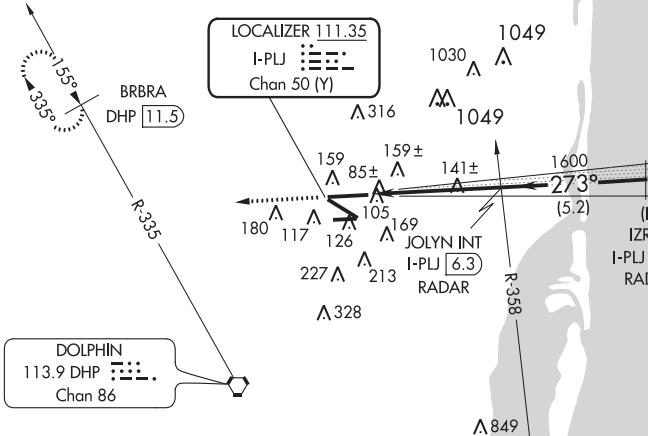 LOCALIZER 111.35
I-PLJ
Chan 50 (Y)
1049
1030
1049
155°
335°
BRBRA
DHP 11.5
316
159
85±
159±
141±
1600
273°
(5.2)
105
180
117
126
169
JOLYN INT
I-PLJ 6.3
RADAR
(I
IZR
I-PLJ
RAD
R-335
227
213
R-358
328
DOLPHIN
113.9 DHP
Chan 86
849